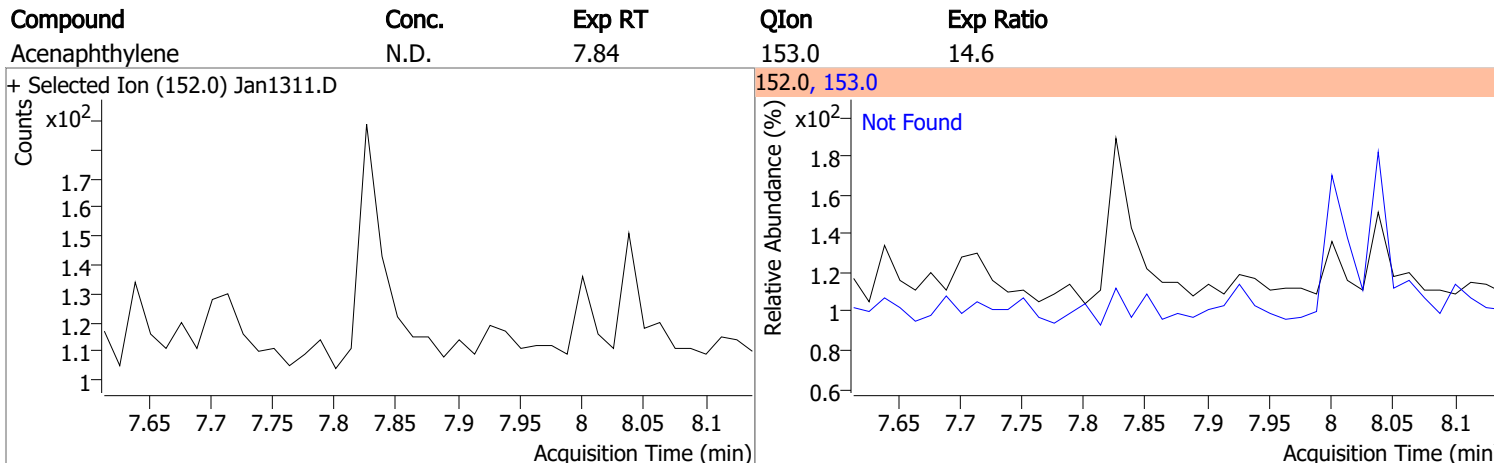 Compound Conc. Exp RT QIon Exp Ratio
Acenaphthylene N.D. 7.84 153.0 14.6
+ Selected Ion (152.0) Jan1311.D
Counts
x10²
1.7
1.6
1.5
1.4
1.3
1.2
1.1
1
7.65 7.7 7.75 7.8 7.85 7.9 7.95 8 8.05 8.1
Acquisition Time (min)
152.0, 153.0
Relative Abundance (%)
x10²
Not Found
1.8
1.6
1.4
1.2
1
0.8
0.6
7.65 7.7 7.75 7.8 7.85 7.9 7.95 8 8.05 8.1
Acquisition Time (min